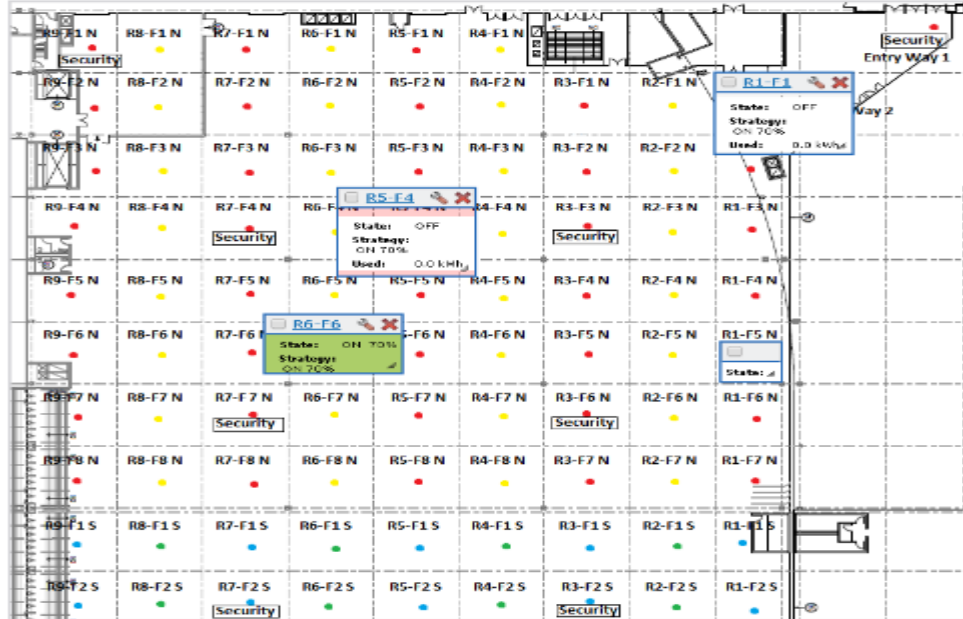 R9-F1 N R8-F1 N R7-F1 N R6-F1 N R5-F1 N R4-F1 N
Security
Security
Entry Way 1
R9-F2 N R8-F2 N R7-F2 N R6-F2 N R5-F2 N R4-F2 N R3-F1 N R2-F1 N
R1-F1
State: OFF
Strategy:
ON 70%
Used: 0.0 kWh
Way 2
R9-F3 N R8-F3 N R7-F3 N R6-F3 N R5-F3 N R4-F3 N R3-F2 N R2-F2 N
R5-F4
State: OFF
Strategy:
ON 70%
Used: 0.0 kWh
R9-F4 N R8-F4 N R7-F4 N R4-F4 N R3-F3 N R2-F3 N R1-F3 N
Security Security
R9-F5 N R8-F5 N R7-F5 N R6-F5 N R5-F5 N R4-F5 N R3-F4 N R2-F4 N R1-F4 N
R6-F6
State: ON 70%
Strategy:
ON 70%
R9-F6 N R8-F6 N R7-F6 -F6 N R4-F6 N R3-F5 N R2-F5 N R1-F5 N
State:
R9-F7 N R8-F7 N R7-F7 N R6-F7 N R5-F7 N R4-F7 N R3-F6 N R2-F6 N R1-F6 N
Security Security
R9-F8 N R8-F8 N R7-F8 N R6-F8 N R5-F8 N R4-F8 N R3-F7 N R2-F7 N R1-F7 N
R9-F1 S R8-F1 S R7-F1 S R6-F1 S R5-F1 S R4-F1 S R3-F1 S R2-F1 S R1-F1 S
R9-F2 S R8-F2 S R7-F2 S R6-F2 S R5-F2 S R4-F2 S R3-F2 S R2-F2 S R1-F2 S
Security Security